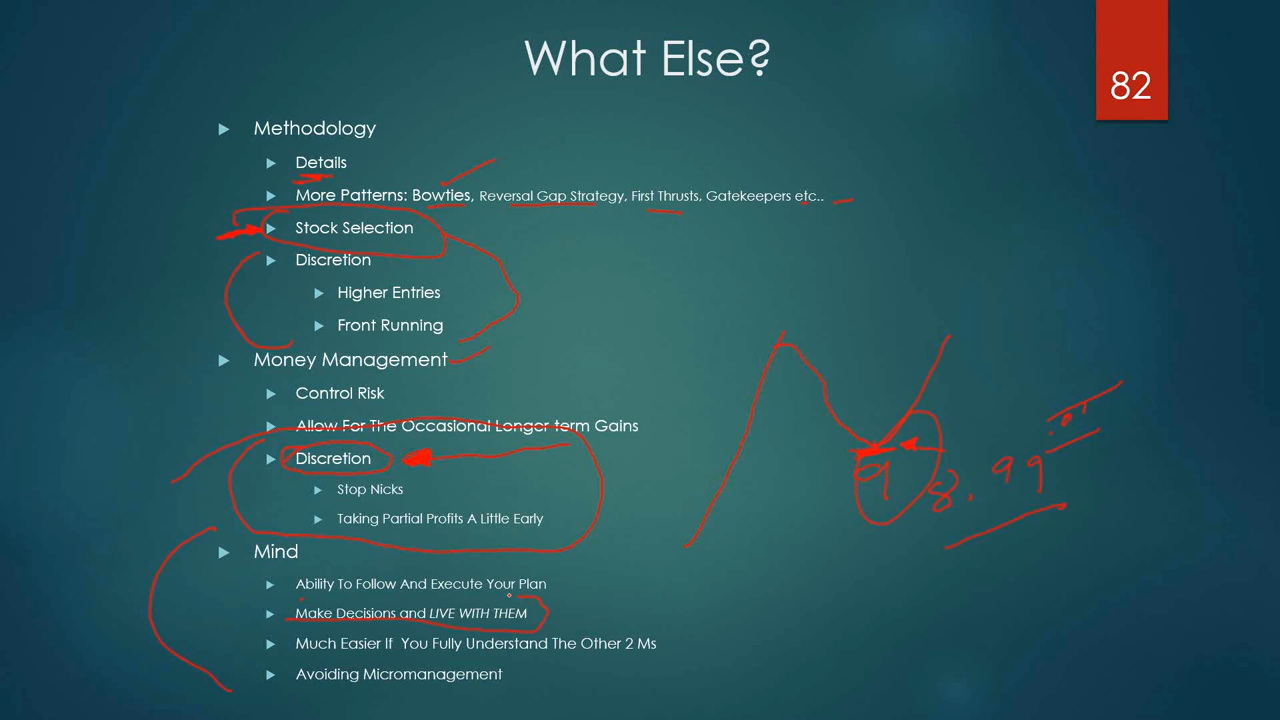 What Else?
82
Methodology
Details
More Patterns: Bowties, Reversal Gap Strategy, First Thrusts, Gatekeepers etc..
Stock Selection
Discretion
Higher Entries
Front Running
Money Management
Control Risk
Allow For The Occasional Longer term Gains
Discretion
Stop Nicks
Taking Partial Profits A Little Early
Mind
Ability To Follow And Execute Your Plan
Make Decisions and LIVE WITH THEM
Much Easier If You Fully Understand The Other 2 Ms
Avoiding Micromanagement
8.99